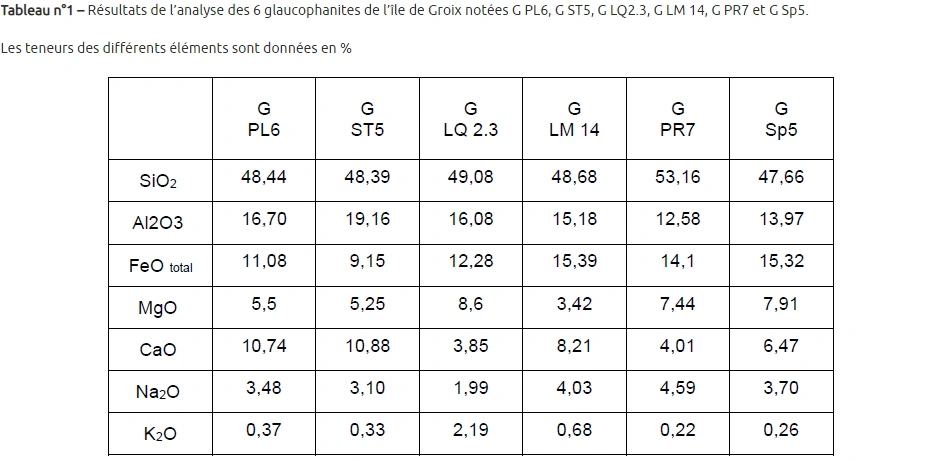 Tableau n°1 – Résultats de l'analyse des 6 glaucophanites de l'île de Groix notées G PL6, G ST5, G LQ2.3, G LM 14, G PR7 et G Sp5.
Les teneurs des différents éléments sont données en %
G PL6 G ST5 G LQ 2.3 G LM 14 G PR7 G Sp5
SiO2 48,44 48,39 49,08 48,68 53,16 47,66
Al2O3 16,70 19,16 16,08 15,18 12,58 13,97
FeO total 11,08 9,15 12,28 15,39 14,1 15,32
MgO 5,5 5,25 8,6 3,42 7,44 7,91
CaO 10,74 10,88 3,85 8,21 4,01 6,47
Na2O 3,48 3,10 1,99 4,03 4,59 3,70
K2O 0,37 0,33 2,19 0,68 0,22 0,26